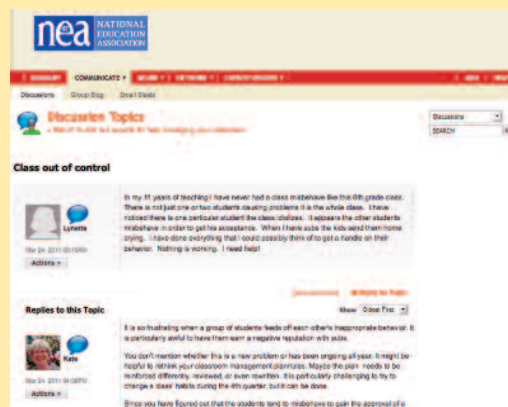 nea NATIONAL
EDUCATION
ASSOCIATION
COMMUNICATE
Discussions Group Blog Email Blasts
Discussion Topics
Discussions
SEARCH
Class out of control
In my 11 years of teaching I have never had a class misbehave like this 6th grade class.
There is not just one or two students causing problems it is the whole class. I have
noticed there is one particular student the class idolizes. It appears the other students
misbehave in order to get his acceptance. When I have subs the kids send them home
crying. I have done everything that I could possibly think of to get a handle on their
behavior. Nothing is working. I need help!
Lynette
Mar 24, 2011
Actions
Replies to this Topic
Show Oldest First
It is so frustrating when a group of students feeds off each other's inappropriate behavior. It
is particularly awful to have them earn a negative reputation with subs.
You don't mention whether this is a new problem or has been ongoing all year. It might be
helpful to rethink your classroom management plan/rules. Maybe the plan needs to be
reinforced differently, reviewed, or even rewritten. It is particularly challenging to try to
change a class' habits during the 4th quarter, but it can be done.
Kate
Mar 24, 2011
Actions
Since you have figured out that the students tend to misbehave to gain the approval of a